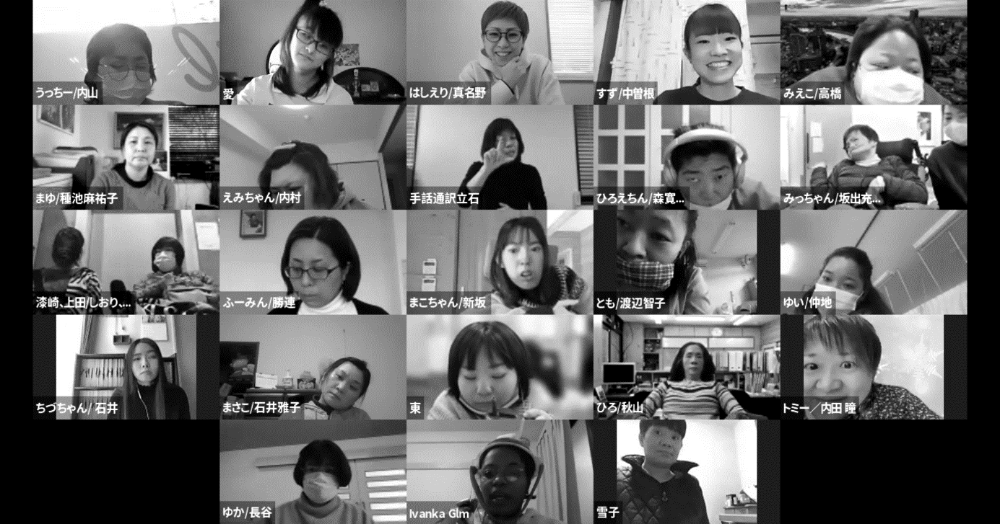 うっちー/内山
愛
はしえり/真名野
すず/中曽根
みえこ/高橋
まゆ/種池麻祐子
えみちゃん/内村
手話通訳立石
ひろえちん/森寛...
みっちゃん/坂出充...
漆崎、上田/しおり、...
ふーみん/勝連
まこちゃん/新坂
とも/渡辺智子
ゆい/仲地
ちづちゃん/ 石井
まさこ/石井雅子
東
ひろ/秋山
トミー／内田 瞳
ゆか/長谷
Ivanka Glm
雪子